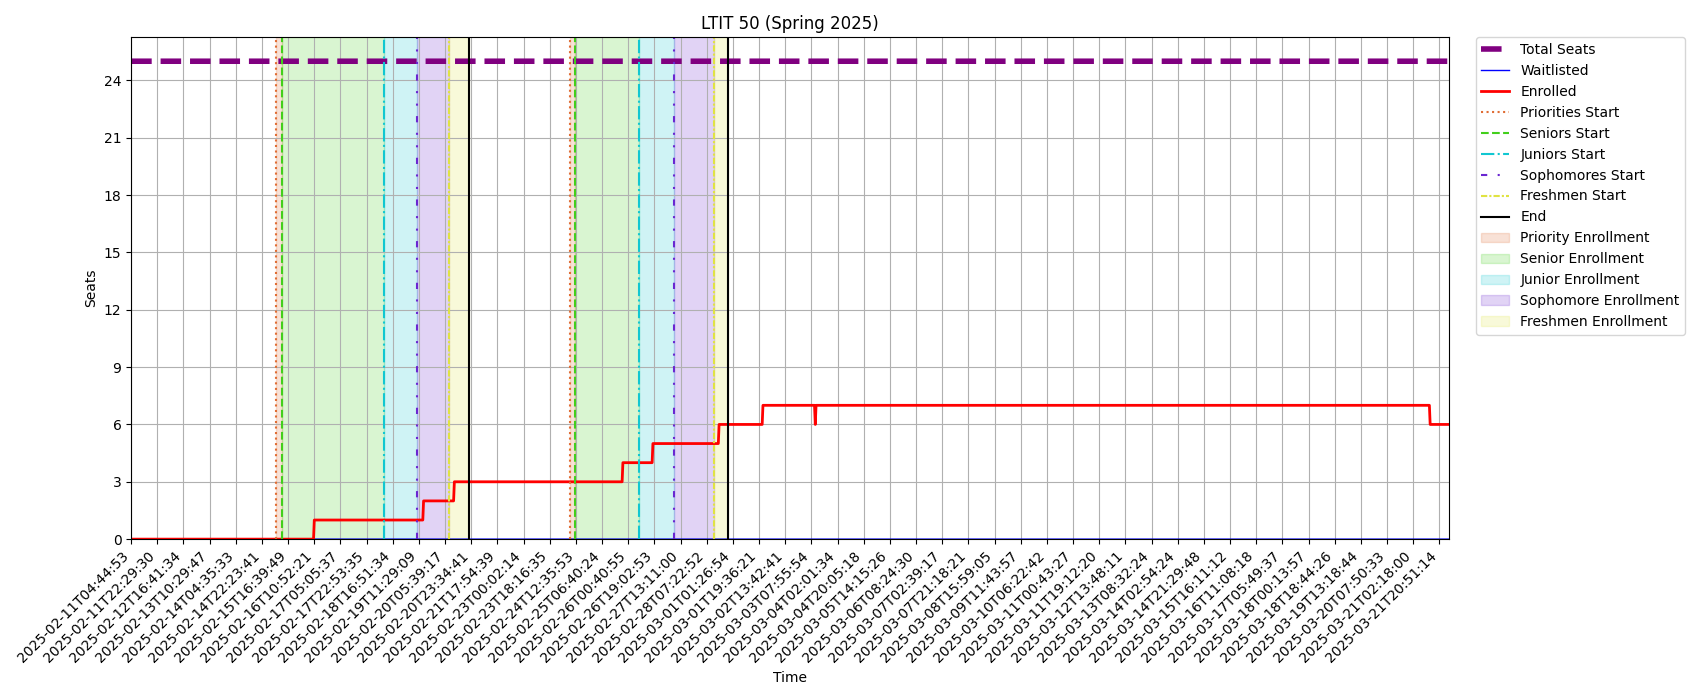 LTIT 50 (Spring 2025)
Seats
24
21
18
15
12
9
6
3
0
2025-02-11T04:44:53
2025-02-11T22:29:30
2025-02-12T16:41:34
2025-02-13T10:29:47
2025-02-14T04:35:33
2025-02-14T22:23:41
2025-02-15T16:39:49
2025-02-16T10:52:21
2025-02-17T05:05:37
2025-02-17T22:53:35
2025-02-18T16:51:34
2025-02-19T11:29:09
2025-02-20T05:39:17
2025-02-20T23:34:41
2025-02-21T17:54:39
2025-02-23T00:02:14
2025-02-23T18:16:35
2025-02-24T12:35:53
2025-02-25T06:40:24
2025-02-26T00:40:55
2025-02-26T19:02:53
2025-02-27T13:11:00
2025-02-28T07:22:52
2025-03-01T01:26:54
2025-03-01T19:36:21
2025-03-02T13:42:41
2025-03-03T07:55:54
2025-03-04T02:01:34
2025-03-04T20:05:18
2025-03-05T14:15:26
2025-03-06T08:24:30
2025-03-07T02:39:17
2025-03-07T21:18:21
2025-03-08T15:59:05
2025-03-09T11:43:57
2025-03-10T06:22:42
2025-03-11T00:43:27
2025-03-11T19:12:20
2025-03-12T13:48:11
2025-03-13T08:32:24
2025-03-14T02:54:24
2025-03-14T21:29:48
2025-03-15T16:11:12
2025-03-16T11:08:18
2025-03-17T05:49:37
2025-03-18T00:13:57
2025-03-18T18:44:26
2025-03-19T13:18:44
2025-03-20T07:50:33
2025-03-21T02:18:00
2025-03-21T20:51:14
Time
Total Seats
Waitlisted
Enrolled
Priorities Start
Seniors Start
Juniors Start
Sophomores Start
Freshmen Start
End
Priority Enrollment
Senior Enrollment
Junior Enrollment
Sophomore Enrollment
Freshmen Enrollment